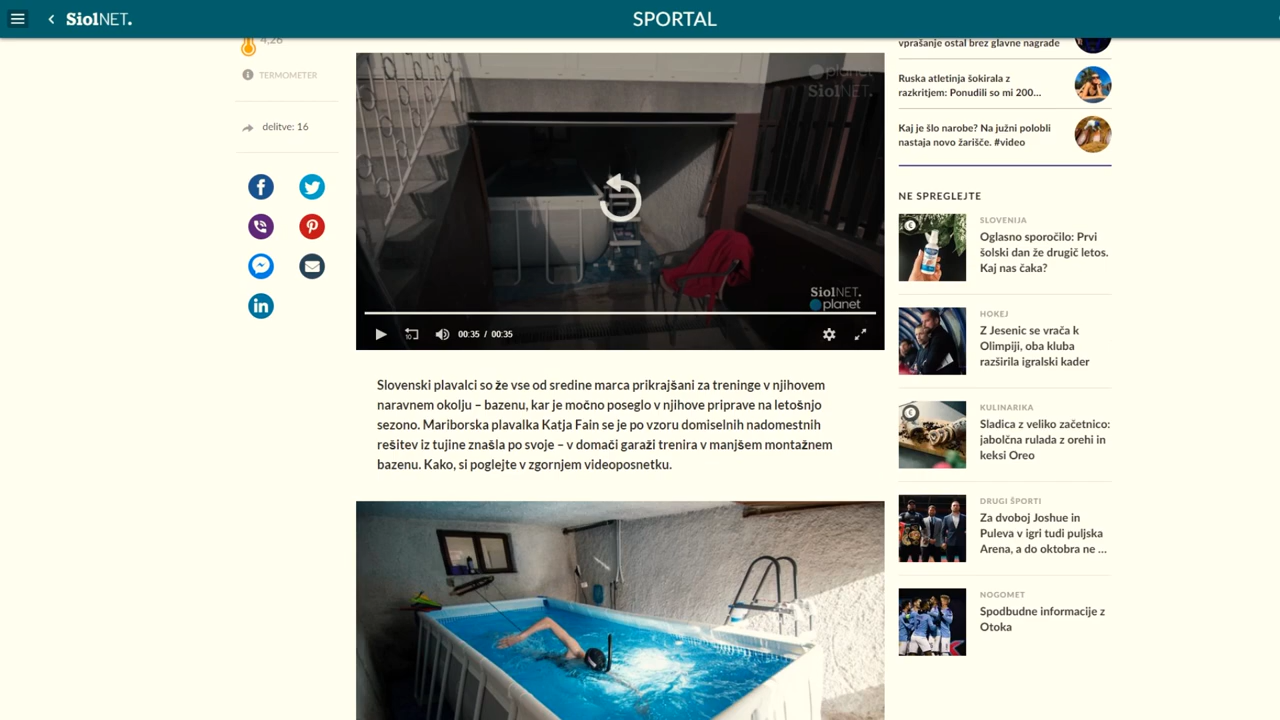 SiolNET.
SPORTAL
4,26
TERMOMETER
delitve: 16
planet
SiolNET.
SiolNET.
planet
10
00:35 / 00:35
Slovenski plavalci so že vse od sredine marca prikrajšani za treninge v njihovem
naravnem okolju – bazenu, kar je močno poseglo v njihove priprave na letošnjo
sezono. Mariborska plavalka Katja Fain se je po vzoru domiselnih nadomestnih
rešitev iz tujine znašla po svoje – v domači garaži trenira v manjšem montažnem
bazenu. Kako, si poglejte v zgornjem videoposnetku.
vprašanje ostal brez glavne nagrade
Ruska atletinja šokirala z
razkritjem: Ponudili so mi 200...
Kaj je šlo narobe? Na južni polobli
nastaja novo žarišče. #video
NE SPREGLEJTE
SLOVENIJA
Oglasno sporočilo: Prvi
šolski dan že drugič letos.
Kaj nas čaka?
HOKEJ
Z Jesenic se vrača k
Olimpiji, oba kluba
razširila igralski kader
KULINARIKA
Sladica z veliko začetnico:
jabolčna rulada z orehi in
keksi Oreo
DRUGI ŠPORTI
Za dvoboj Joshue in
Puleva v igri tudi puljska
Arena, a do oktobra ne ...
NOGOMET
Spodbudne informacije z
Otoka